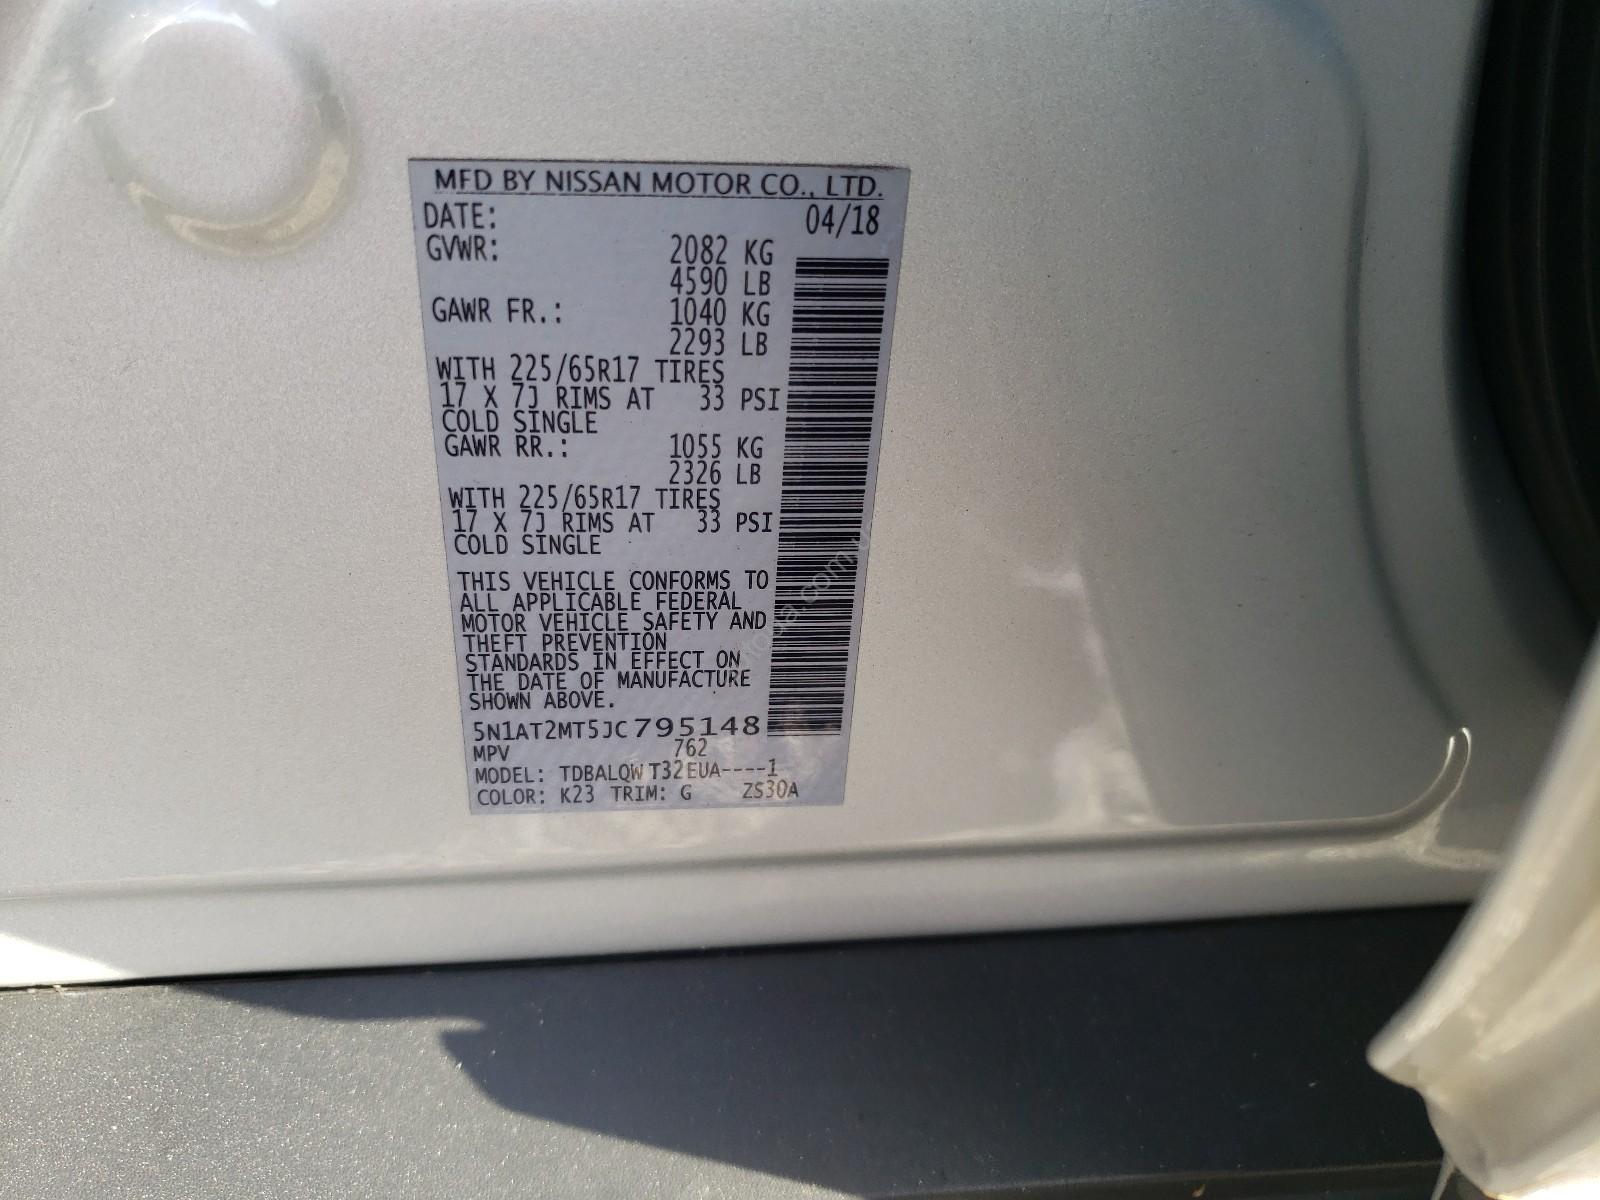 MFD BY NISSAN MOTOR CO., LTD.
DATE: 04/18
GVWR: 2082 KG
4590 LB
GAWR FR.: 1040 KG
2293 LB
WITH 225/65R17 TIRES
17 X 7J RIMS AT 33 PSI
COLD SINGLE
GAWR RR.: 1055 KG
2326 LB
WITH 225/65R17 TIRES
17 X 7J RIMS AT 33 PSI
COLD SINGLE
THIS VEHICLE CONFORMS TO
ALL APPLICABLE FEDERAL
MOTOR VEHICLE SAFETY AND
THEFT PREVENTION
STANDARDS IN EFFECT ON
THE DATE OF MANUFACTURE
SHOWN ABOVE.
5N1AT2MT5JC795148
MPV 762
MODEL: TDBALQWT32EUA----1
COLOR: K23 TRIM: G ZS30A